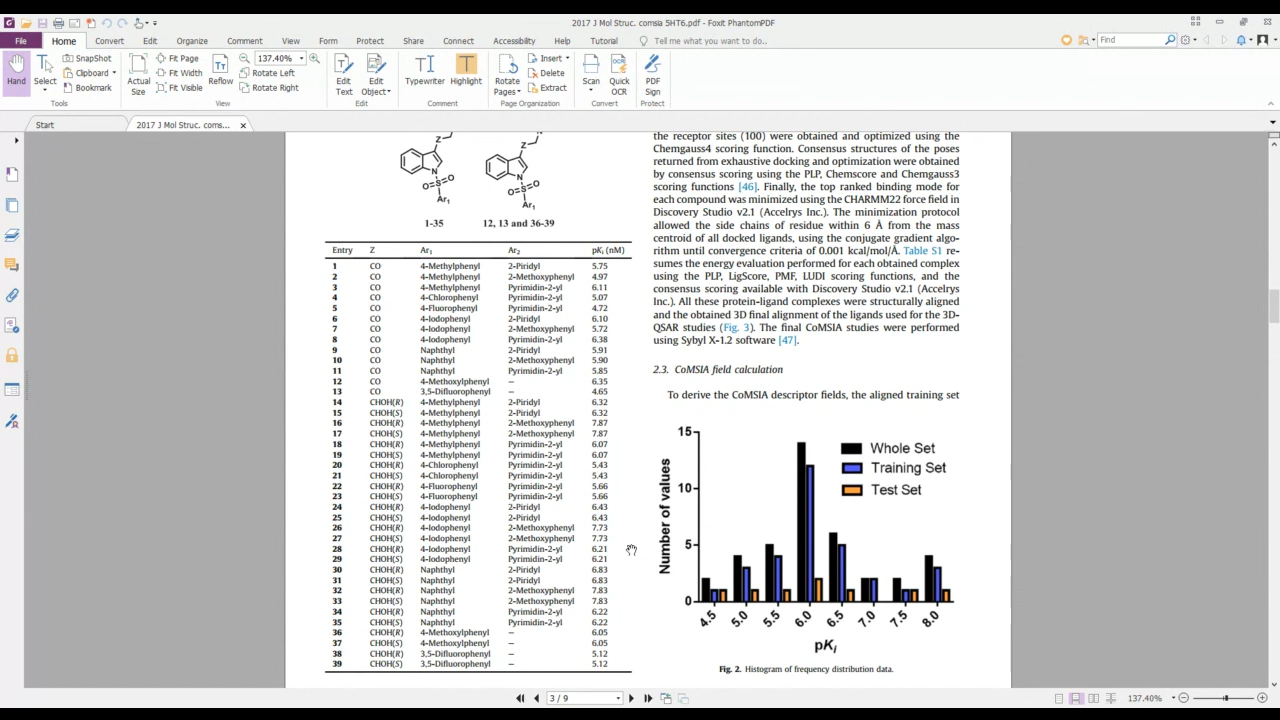 2017 J Mol Struc. comsia 5HT6.pdf - Foxit PhantomPDF
File Home Convert Edit Organize Comment View Form Protect Share Connect Accessibility Help Tutorial Tell me what you want to do.. Find
Hand Select SnapShot Clipboard Bookmark
Tools
Actual Size Fit Page Fit Width Fit Visible Reflow 137.40% Rotate Left Rotate Right
View
Edit Text Edit Object
Edit
Typewriter Highlight
Comment
Rotate Pages Insert Delete Extract
Page Organization
Scan Quick OCR
Convert
PDF Sign
Protect
Start 2017 J Mol Struc. coms...
Z
N
O S O
Ar1
Z
N
O S O
Ar1
1-35 12, 13 and 36-39
Entry Z Ar1 Ar2 pKi (nM)
1 CO 4-Methylphenyl 2-Piridyl 5.75
2 CO 4-Methylphenyl 2-Methoxyphenyl 4.97
3 CO 4-Methylphenyl Pyrimidin-2-yl 6.11
4 CO 4-Chlorophenyl Pyrimidin-2-yl 5.07
5 CO 4-Fluorophenyl Pyrimidin-2-yl 4.72
6 CO 4-Iodophenyl 2-Piridyl 6.10
7 CO 4-Iodophenyl 2-Methoxyphenyl 5.72
8 CO 4-Iodophenyl Pyrimidin-2-yl 6.38
9 CO Naphthyl 2-Piridyl 5.91
10 CO Naphthyl 2-Methoxyphenyl 5.90
11 CO Naphthyl Pyrimidin-2-yl 5.85
12 CO 4-Methoxylphenyl – 6.35
13 CO 3,5-Difluorophenyl – 4.65
14 CHOH(R) 4-Methylphenyl 2-Piridyl 6.32
15 CHOH(S) 4-Methylphenyl 2-Piridyl 6.32
16 CHOH(R) 4-Methylphenyl 2-Methoxyphenyl 7.87
17 CHOH(S) 4-Methylphenyl 2-Methoxyphenyl 7.87
18 CHOH(R) 4-Methylphenyl Pyrimidin-2-yl 6.07
19 CHOH(S) 4-Methylphenyl Pyrimidin-2-yl 6.07
20 CHOH(R) 4-Chlorophenyl Pyrimidin-2-yl 5.43
21 CHOH(S) 4-Chlorophenyl Pyrimidin-2-yl 5.43
22 CHOH(R) 4-Fluorophenyl Pyrimidin-2-yl 5.66
23 CHOH(S) 4-Fluorophenyl Pyrimidin-2-yl 5.66
24 CHOH(R) 4-Iodophenyl 2-Piridyl 6.43
25 CHOH(S) 4-Iodophenyl 2-Piridyl 6.43
26 CHOH(R) 4-Iodophenyl 2-Methoxyphenyl 7.73
27 CHOH(S) 4-Iodophenyl 2-Methoxyphenyl 7.73
28 CHOH(R) 4-Iodophenyl Pyrimidin-2-yl 6.21
29 CHOH(S) 4-Iodophenyl Pyrimidin-2-yl 6.21
30 CHOH(R) Naphthyl 2-Piridyl 6.83
31 CHOH(S) Naphthyl 2-Piridyl 6.83
32 CHOH(R) Naphthyl 2-Methoxyphenyl 7.83
33 CHOH(S) Naphthyl 2-Methoxyphenyl 7.83
34 CHOH(R) Naphthyl Pyrimidin-2-yl 6.22
35 CHOH(S) Naphthyl Pyrimidin-2-yl 6.22
36 CHOH(R) 4-Methoxylphenyl – 6.05
37 CHOH(S) 4-Methoxylphenyl – 6.05
38 CHOH(R) 3,5-Difluorophenyl – 5.12
39 CHOH(S) 3,5-Difluorophenyl – 5.12
the receptor sites (100) were obtained and optimized using the
Chemgauss4 scoring function. Consensus structures of the poses
returned from exhaustive docking and optimization were obtained
by consensus scoring using the PLP, Chemscore and Chemgauss3
scoring functions [46]. Finally, the top ranked binding mode for
each compound was minimized using the CHARMM22 force field in
Discovery Studio v2.1 (Accelrys Inc.). The minimization protocol
allowed the side chains of residue within 6 Å from the mass
centroid of all docked ligands, using the conjugate gradient algo-
rithm until convergence criteria of 0.001 kcal/mol/Å. Table S1 re-
sumes the energy evaluation performed for each obtained complex
using the PLP, LigScore, PMF, LUDI scoring functions, and the
consensus scoring available with Discovery Studio v2.1 (Accelrys
Inc.). All these protein-ligand complexes were structurally aligned
and the obtained 3D final alignment of the ligands used for the 3D-
QSAR studies (Fig. 3). The final CoMSIA studies were performed
using Sybyl X-1.2 software [47].
2.3. CoMSIA field calculation
To derive the CoMSIA descriptor fields, the aligned training set
15
10
5
0
Number of values
Whole Set
Training Set
Test Set
4.5 5.0 5.5 6.0 6.5 7.0 7.5 8.0
pKi
Fig. 2. Histogram of frequency distribution data.
3 / 9 137.40%